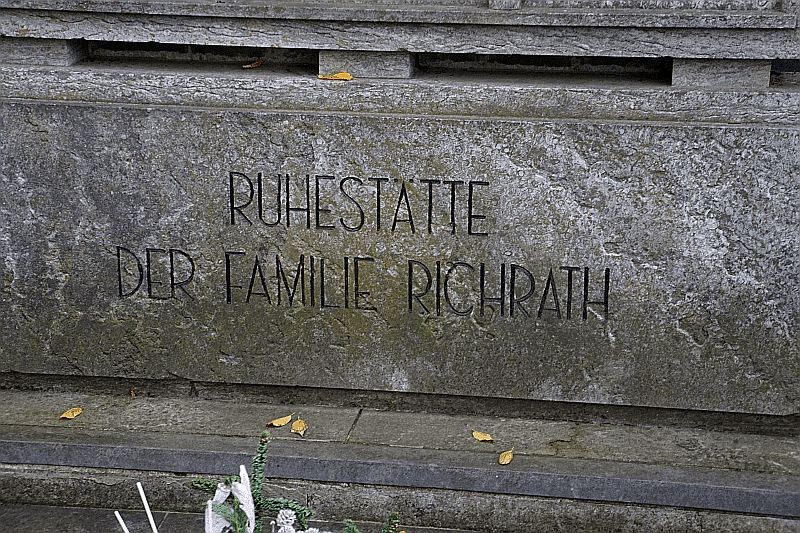 RUHESTÄTTE
DER FAMILIE RICHRATH